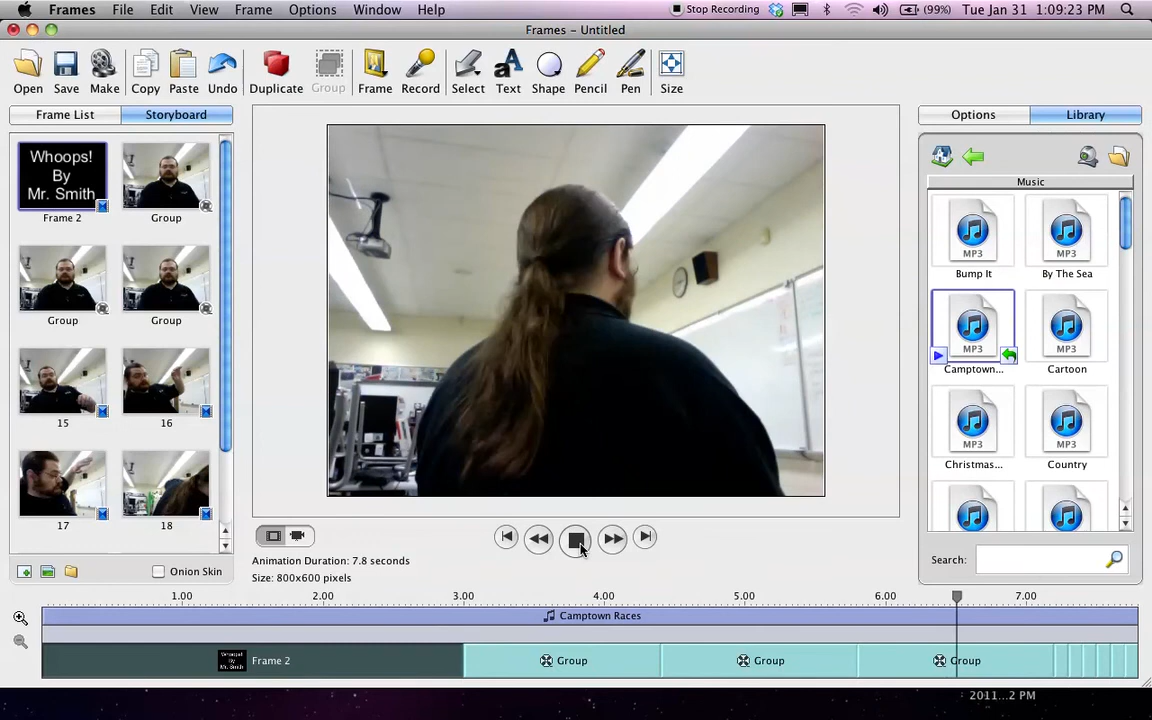 Frames File Edit View Frame Options Window Help Stop Recording (99%) Tue Jan 31 1:09:23 PM
Frames – Untitled
Open Save Make Copy Paste Undo Duplicate Group Frame Record Select Text Shape Pencil Pen Size
Frame List Storyboard
Options Library
Music
Whoops!
By
Mr. Smith
Frame 2 Group
Group Group
15 16
17 18
MP3 MP3
Bump It By The Sea
MP3 MP3
Camptown... Cartoon
MP3 MP3
Christmas... Country
Search:
Onion Skin
Animation Duration: 7.8 seconds
Size: 800x600 pixels
1.00 2.00 3.00 4.00 5.00 6.00 7.00
Camptown Races
Frame 2 Group Group Group
2011...2 PM